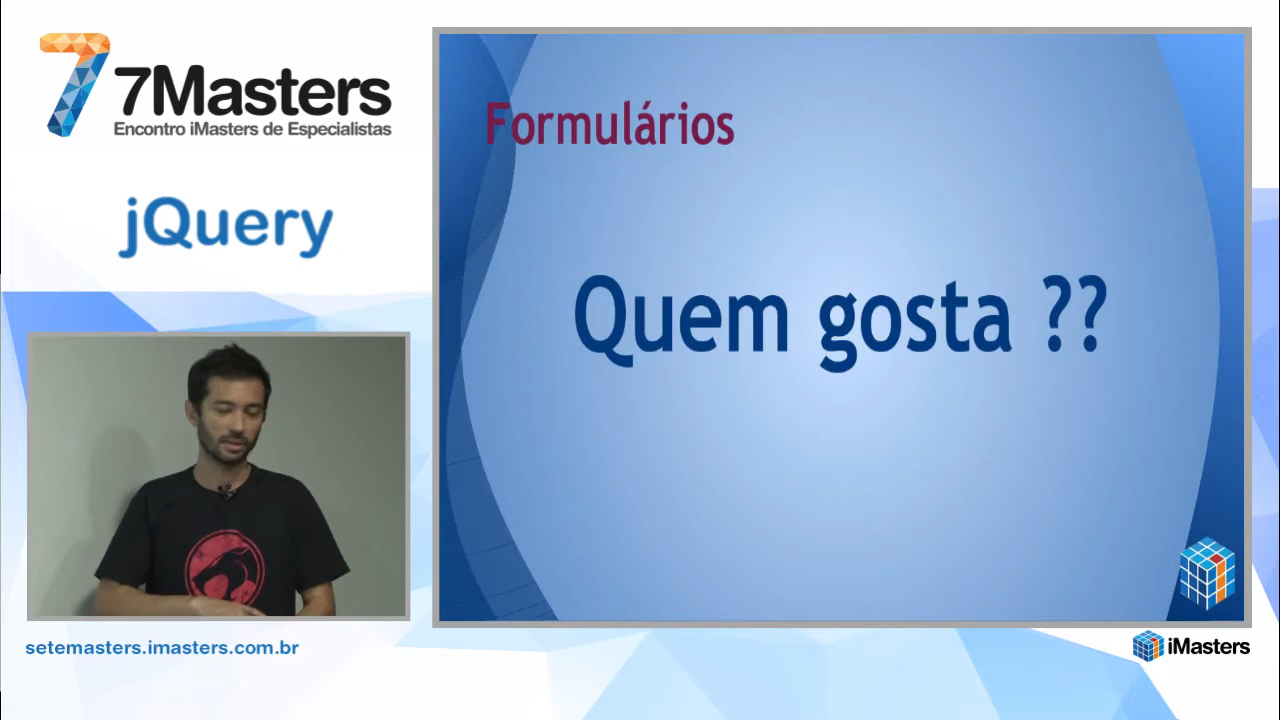 7Masters
Encontro iMasters de Especialistas
jQuery
Formulários
Quem gosta ??
setemasters.imasters.com.br
iMasters